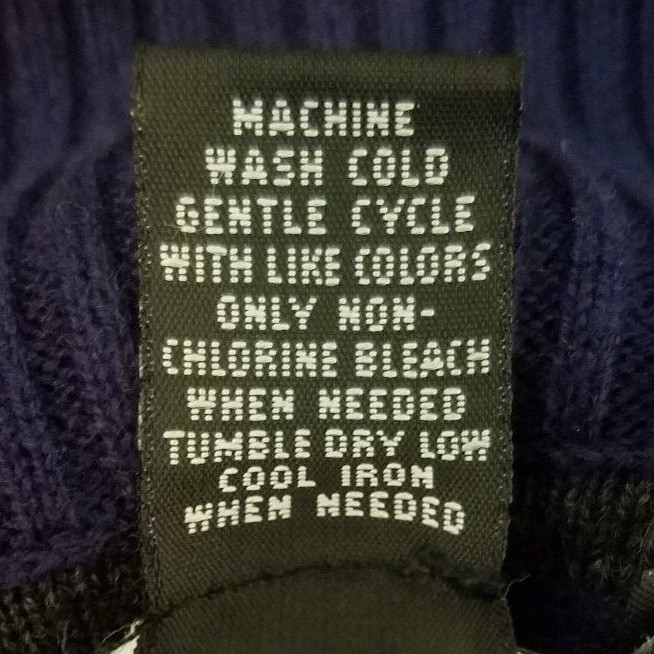 MACHINE
WASH COLD
GENTLE CYCLE
WITH LIKE COLORS
ONLY NON-
CHLORINE BLEACH
WHEN NEEDED
TUMBLE DRY LOW
COOL IRON
WHEN NEEDED